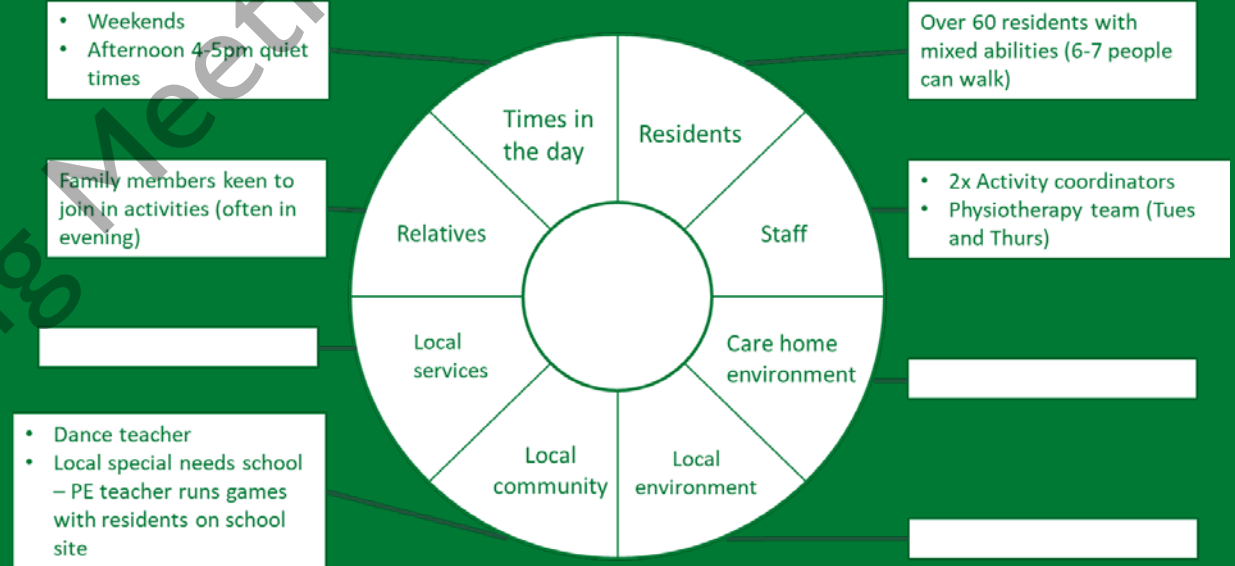 • Weekends
• Afternoon 4-5pm quiet
times
Over 60 residents with
mixed abilities (6-7 people
can walk)
Times in
the day
Residents
Family members keen to
join in activities (often in
evening)
• 2x Activity coordinators
• Physiotherapy team (Tues
and Thurs)
Relatives
Staff
Local
services
Care home
environment
• Dance teacher
• Local special needs school
– PE teacher runs games
with residents on school
site
Local
community
Local
environment